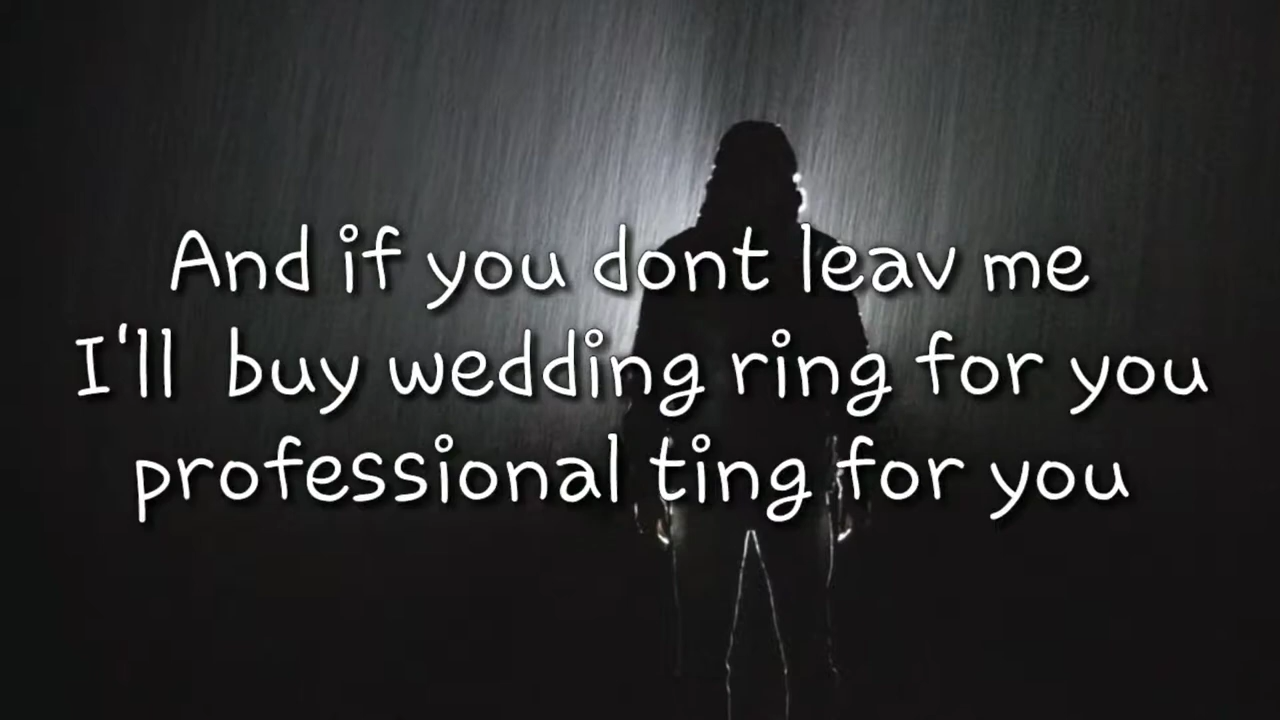 And if you dont leav me
I'll buy wedding ring for you
professional ting for you